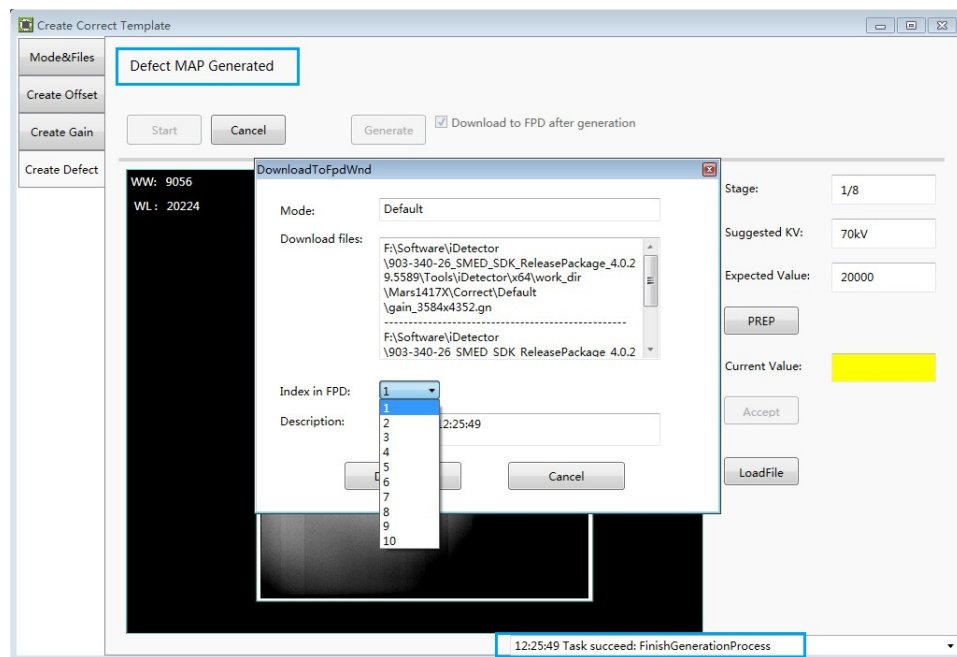 Create Correct Template
Mode&Files
Create Offset
Create Gain
Create Defect
Defect MAP Generated
Start
Cancel
Generate
Download to FPD after generation
WW: 9056
WL: 20224
DownloadToFpdWnd
Mode:
Default
Download files:
F:\Software\iDetector
\903-340-26_SMED_SDK_ReleasePackage_4.0.2
9.5589\Tools\iDetector\x64\work_dir
\Mars1417X\Correct\Default
\gain_3584x4352.gn
----------------------------------------------------
F:\Software\iDetector
\903-340-26_SMED_SDK_ReleasePackage_4.0.2
Index in FPD:
1
1
2
3
4
5
6
7
8
9
10
Description:
12:25:49
Cancel
Stage:
1/8
Suggested KV:
70kV
Expected Value:
20000
PREP
Current Value:
Accept
LoadFile
12:25:49 Task succeed: FinishGenerationProcess